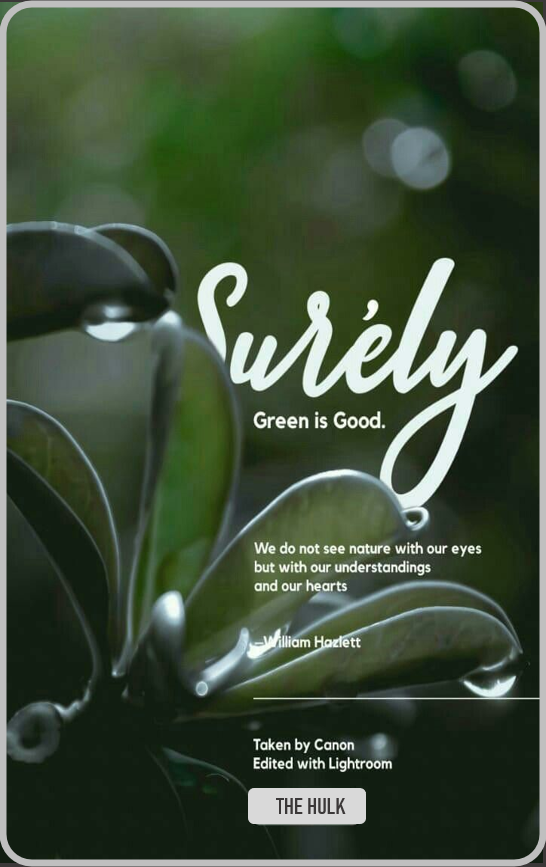 Surély
Green is Good.
We do not see nature with our eyes
but with our understandings
and our hearts
–William Hazlett
Taken by Canon
Edited with Lightroom
THE HULK